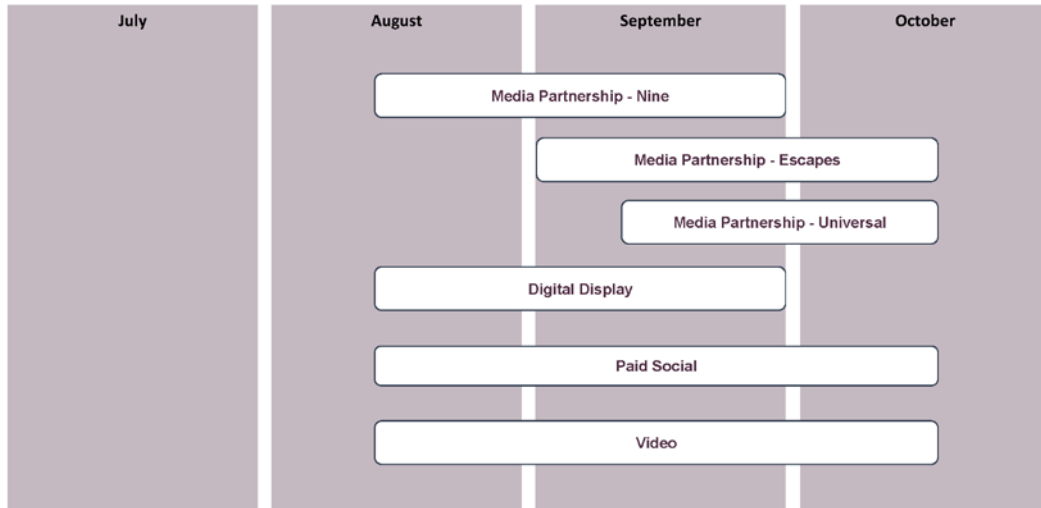 July
August
September
October
Media Partnership - Nine
Media Partnership - Escapes
Media Partnership - Universal
Digital Display
Paid Social
Video